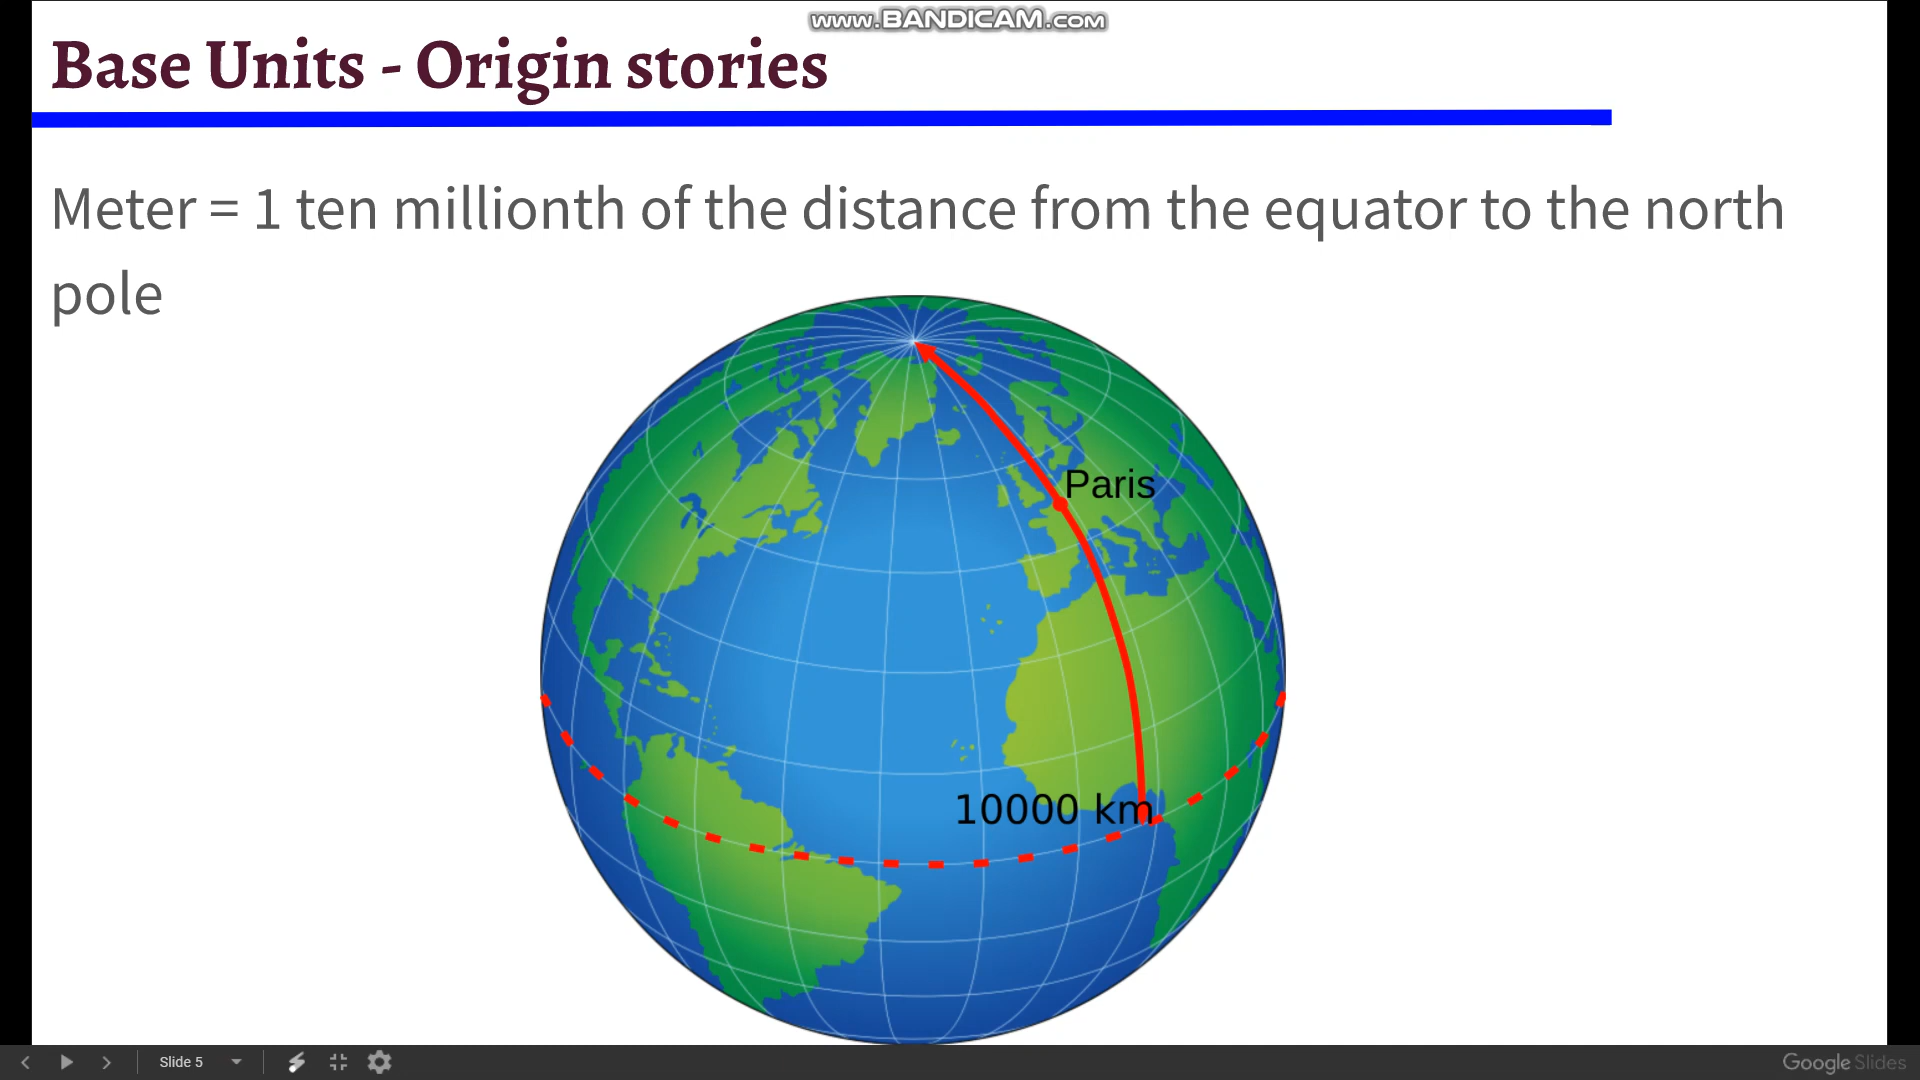 www.BANDICAM.com
Base Units - Origin stories
Meter = 1 ten millionth of the distance from the equator to the north
pole
Paris
10000 km
Slide 5
Google Slides